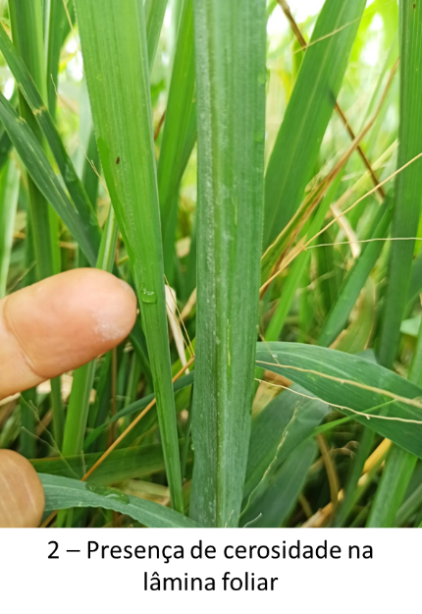 2 – Presença de cerosidade na
lâmina foliar